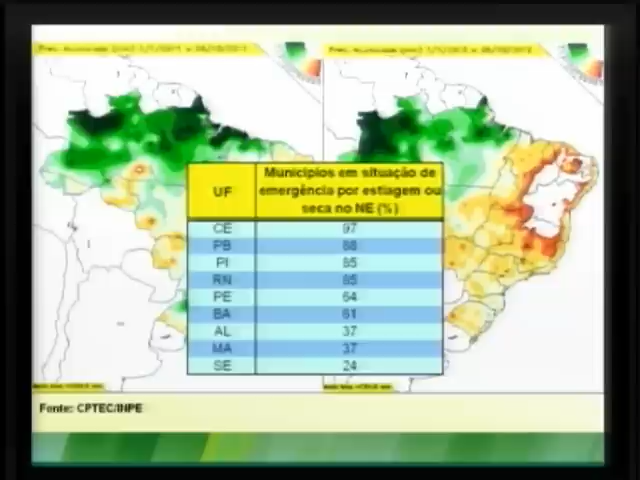 UF
Municípios em situação de
emergência por estiagem ou
seca no NE (%)
CE 97
PB 88
PI 85
RN 85
PE 64
BA 61
AL 37
MA 37
SE 24
Fonte: CPTEC/INPE